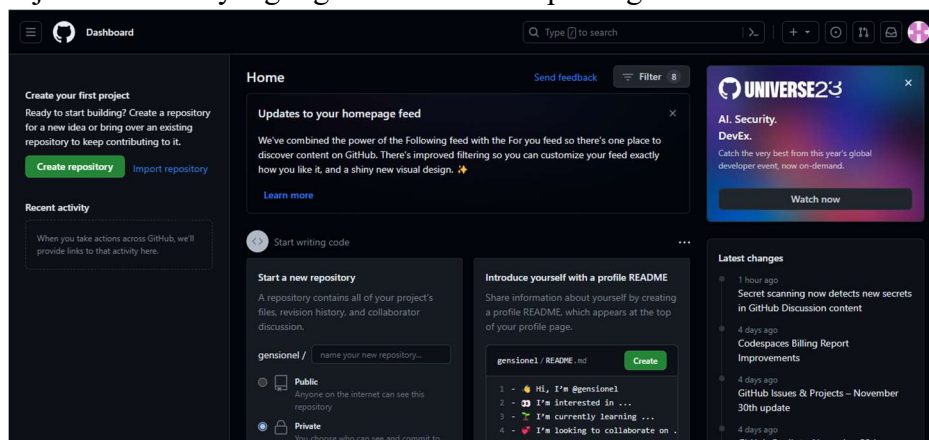 Dashboard
Type / to search
Create your first project
Ready to start building? Create a repository
for a new idea or bring over an existing
repository to keep contributing to it.
Create repository
Import repository
Recent activity
When you take actions across GitHub, we'll
provide links to that activity here.
Home
Send feedback
Filter 8
Updates to your homepage feed
We've combined the power of the Following feed with the For you feed so there's one place to
discover content on GitHub. There's improved filtering so you can customize your feed exactly
how you like it, and a shiny new visual design. ✨
Learn more
Start writing code
Start a new repository
A repository contains all of your project's
files, revision history, and collaborator
discussion.
gensionel /
name your new repository...
Public
Anyone on the internet can see this
repository
Private
You choose who can see and commit to
Introduce yourself with a profile README
Share information about yourself by creating
a profile README, which appears at the top
of your profile page.
gensionel / README.md
Create
1 - 👋 Hi, I'm @gensionel
2 - 👀 I'm interested in ...
3 - 🌱 I'm currently learning ...
4 - 💞️ I'm looking to collaborate on .
UNIVERSE23
AI. Security.
DevEx.
Catch the very best from this year's global
developer event, now on-demand.
Watch now
Latest changes
1 hour ago
Secret scanning now detects new secrets
in GitHub Discussion content
4 days ago
Codespaces Billing Report
Improvements
4 days ago
GitHub Issues & Projects – November
30th update
4 days ago